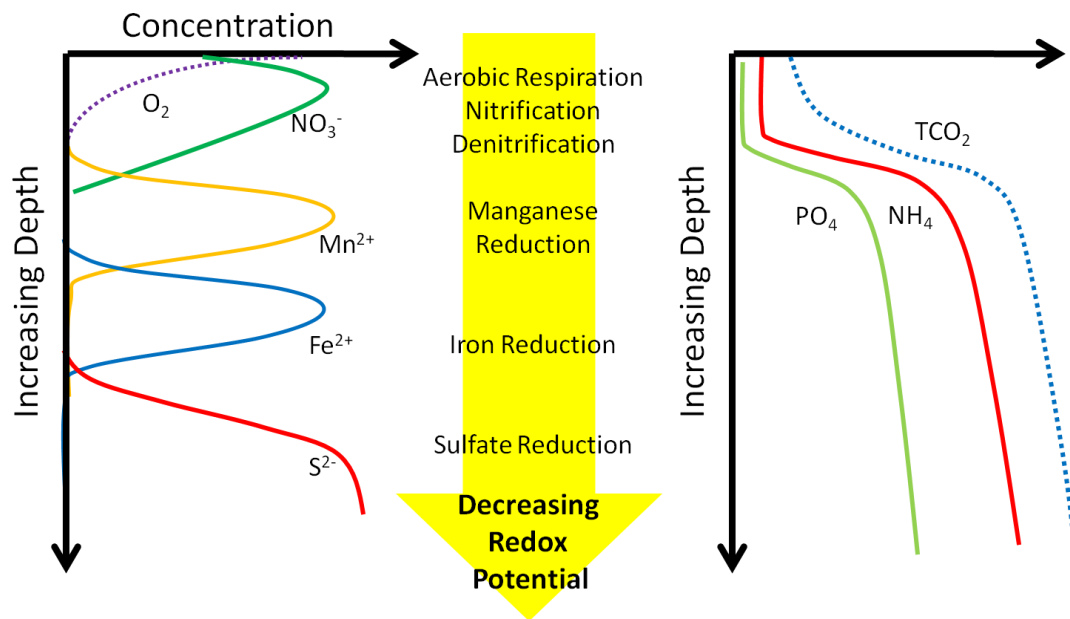 Concentration
Increasing Depth
O₂
NO₃⁻
Mn²⁺
Fe²⁺
S²⁻
Aerobic Respiration
Nitrification
Denitrification
Manganese
Reduction
Iron Reduction
Sulfate Reduction
Decreasing
Redox
Potential
Increasing Depth
TCO₂
PO₄
NH₄